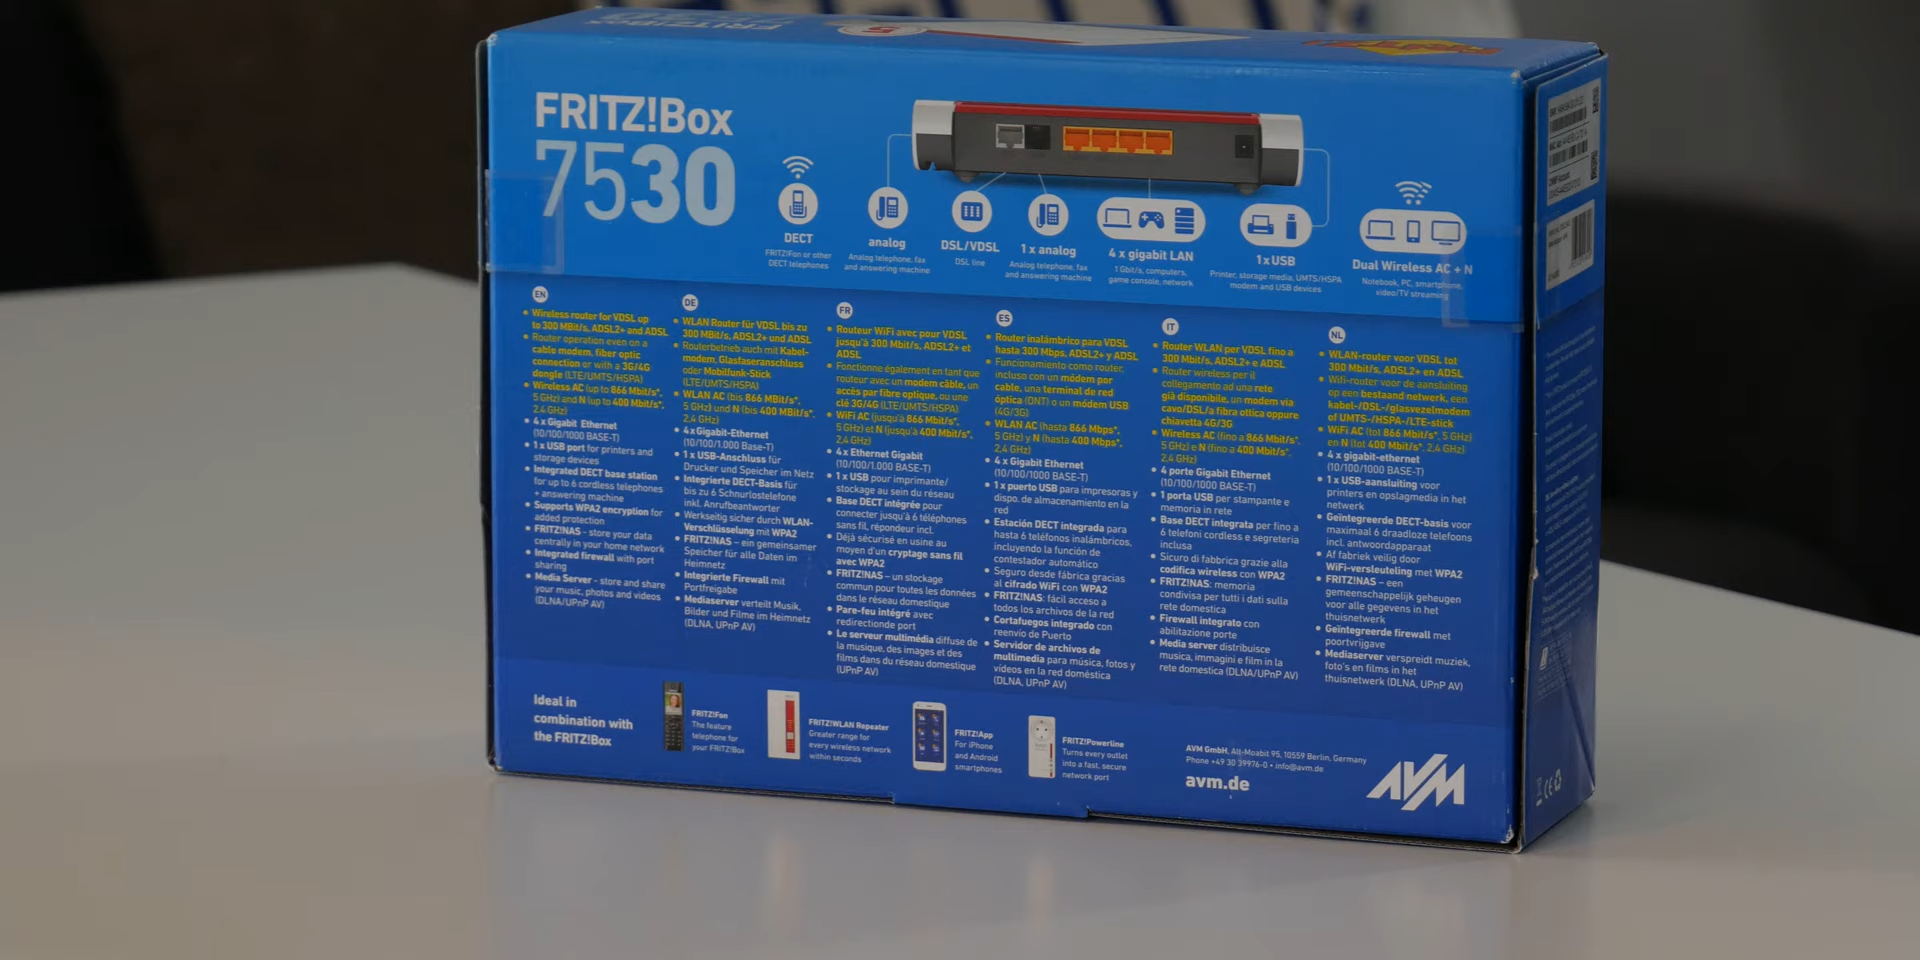 FRITZ!Box
7530
DECT
FRITZ!Fon or other
DECT telephones
analog
Analog telephone, fax
and answering machine
DSL/VDSL
DSL line
1 x analog
Analog telephone, fax
and answering machine
4 x gigabit LAN
1 Gbit/s, computers,
game console, network
1 x USB
Printer, storage media, UMTS/HSPA
modem and USB devices
Dual Wireless AC + N
Notebook, PC, smartphone,
video/TV streaming
EN
• Wireless router for VDSL up
to 300 MBit/s, ADSL2+ and ADSL
• Router operation even on a
cable modem, fiber optic
connection or with a 3G/4G
dongle (LTE/UMTS/HSPA)
• Wireless AC (up to 866 Mbit/s*,
5 GHz) and N (up to 400 Mbit/s*,
2,4 GHz)
• 4 x Gigabit Ethernet
(10/100/1000 BASE-T)
• 1 x USB port for printers and
storage devices
• Integrated DECT base station
for up to 6 cordless telephones
+ answering machine
• Supports WPA2 encryption for
added protection
• FRITZ!NAS - store your data
centrally in your home network
• Integrated firewall with port
sharing
• Media Server - store and share
your music, photos and videos
(DLNA/UPnP AV)
DE
• WLAN Router für VDSL bis zu
300 MBit/s, ADSL2+ und ADSL
• Routerbetrieb auch mit Kabel-
modem, Glasfaseranschluss
oder Mobilfunk-Stick
(LTE/UMTS/HSPA)
• WLAN AC (bis 866 MBit/s*,
5 GHz) und N (bis 400 MBit/s*,
2,4 GHz)
• 4 x Gigabit-Ethernet
(10/100/1.000 Base-T)
• 1 x USB-Anschluss für
Drucker und Speicher im Netz
• Integrierte DECT-Basis für
bis zu 6 Schnurlostelefone
inkl. Anrufbeantworter
• Werkseitig sicher durch WLAN-
Verschlüsselung mit WPA2
• FRITZ!NAS – ein gemeinsamer
Speicher für alle Daten im
Heimnetz
• Integrierte Firewall mit
Portfreigabe
• Mediaserver verteilt Musik,
Bilder und Filme im Heimnetz
(DLNA, UPnP AV)
FR
• Routeur WiFi avec pour VDSL
jusqu'à 300 Mbit/s, ADSL2+ et
ADSL
• Fonctionne également en tant que
routeur avec un modem câble, un
accès par fibre optique, ou une
clé 3G/4G (LTE/UMTS/HSPA)
• WiFi AC (jusqu'à 866 Mbit/s*,
5 GHz) et N (jusqu'à 400 Mbit/s*,
2,4 GHz)
• 4 x Ethernet Gigabit
(10/100/1.000 BASE-T)
• 1 x USB pour imprimante/
stockage au sein du réseau
• Base DECT intégrée pour
connecter jusqu'à 6 téléphones
sans fil, répondeur incl.
• Déjà sécurisé en usine au
moyen d'un cryptage sans fil
avec WPA2
• FRITZ!NAS – un stockage
commun pour toutes les données
dans le réseau domestique
• Pare-feu intégré avec
redirectionde port
• Le serveur multimédia diffuse de
la musique, des images et des
films dans du réseau domestique
(UPnP AV)
ES
• Router inalámbrico para VDSL
hasta 300 Mbps, ADSL2+ y ADSL
• Funcionamiento como router,
incluso con un módem por
cable, una terminal de red
óptica (ONT) o un módem USB
(4G/3G)
• WLAN AC (hasta 866 Mbps*,
5 GHz) y N (hasta 400 Mbps*,
2,4 GHz)
• 4 x Gigabit Ethernet
(10/100/1000 BASE-T)
• 1 x puerto USB para impresoras y
dispo. de almacenamiento en la
red
• Estación DECT integrada para
hasta 6 teléfonos inalámbricos,
incluyendo la función de
contestador automático
• Seguro desde fábrica gracias
al cifrado WiFi con WPA2
• FRITZ!NAS: fácil acceso a
todos los archivos de la red
• Cortafuegos integrado con
reenvío de Puerto
• Servidor de archivos de
multimedia para música, fotos y
vídeos en la red doméstica
(DLNA, UPnP AV)
IT
• Router WLAN per VDSL fino a
300 Mbit/s, ADSL2+ e ADSL
• Router wireless per il
collegamento ad una rete
già disponibile, un modem via
cavo/DSL/a fibra ottica oppure
chiavetta 4G/3G
• Wireless AC (fino a 866 Mbit/s*,
5 GHz) e N (fino a 400 Mbit/s*,
2,4 GHz)
• 4 porte Gigabit Ethernet
(10/100/1000 BASE-T)
• 1 porta USB per stampante e
memoria in rete
• Base DECT integrata per fino a
6 telefoni cordless e segreteria
inclusa
• Sicuro di fabbrica grazie alla
codifica wireless con WPA2
• FRITZ!NAS: memoria
condivisa per tutti i dati sulla
rete domestica
• Firewall integrato con
abilitazione porte
• Media server distribuisce
musica, immagini e film in la
rete domestica (DLNA/UPnP AV)
NL
• WLAN-router voor VDSL tot
300 Mbit/s, ADSL2+ en ADSL
• Wifi-router voor de aansluiting
op een bestaand netwerk, een
kabel-/DSL-/glasvezelmodem
of UMTS-/HSPA-/LTE-stick
• WiFi AC (tot 866 Mbit/s*, 5 GHz)
en N (tot 400 Mbit/s*, 2,4 GHz)
• 4 x gigabit-ethernet
(10/100/1000 BASE-T)
• 1 x USB-aansluiting voor
printers en opslagmedia in het
netwerk
• Geïntegreerde DECT-basis voor
maximaal 6 draadloze telefoons
incl. antwoordapparaat
• Af fabriek veilig door
WiFi-versleuteling met WPA2
• FRITZ!NAS – een
gemeenschappelijk geheugen
voor alle gegevens in het
thuisnetwerk
• Geïntegreerde firewall met
poortvrijgave
• Mediaserver verspreidt muziek,
foto's en films in het
thuisnetwerk (DLNA, UPnP AV)
Ideal in
combination with
the FRITZ!Box
FRITZ!Fon
The feature
telephone for
your FRITZ!Box
FRITZ!WLAN Repeater
Greater range for
every wireless network
within seconds
FRITZ!App
For iPhone
and Android
smartphones
FRITZ!Powerline
Turns every outlet
into a fast, secure
network port
AVM GmbH, Alt-Moabit 95, 10559 Berlin, Germany
Phone +49 30 39976-0 • info@avm.de
avm.de
AVM